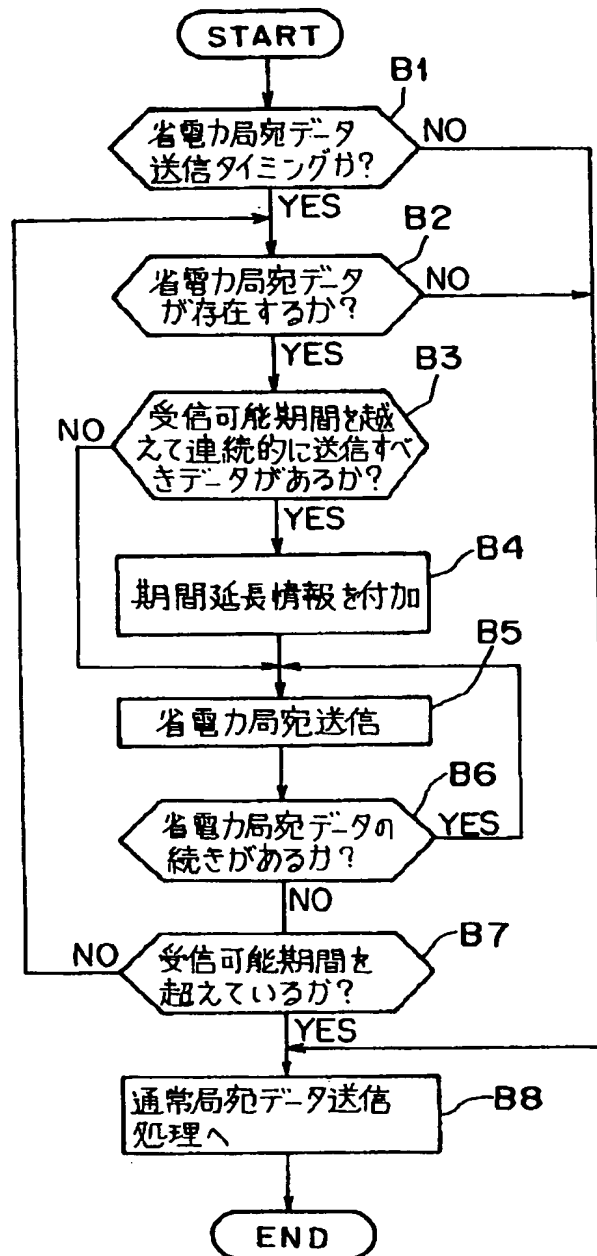 START
B1
省電力局宛データ
送信タイミングか?
NO
YES
B2
省電力局宛データ
が存在するか?
NO
YES
B3
受信可能期間を越
えて連続的に送信すべ
きデータがあるか?
NO
YES
B4
期間延長情報を付加
B5
省電力局宛送信
B6
省電力局宛データの
続きがあるか?
YES
NO
B7
受信可能期間を
超えているか?
NO
YES
B8
通常局宛データ送信
処理へ
END